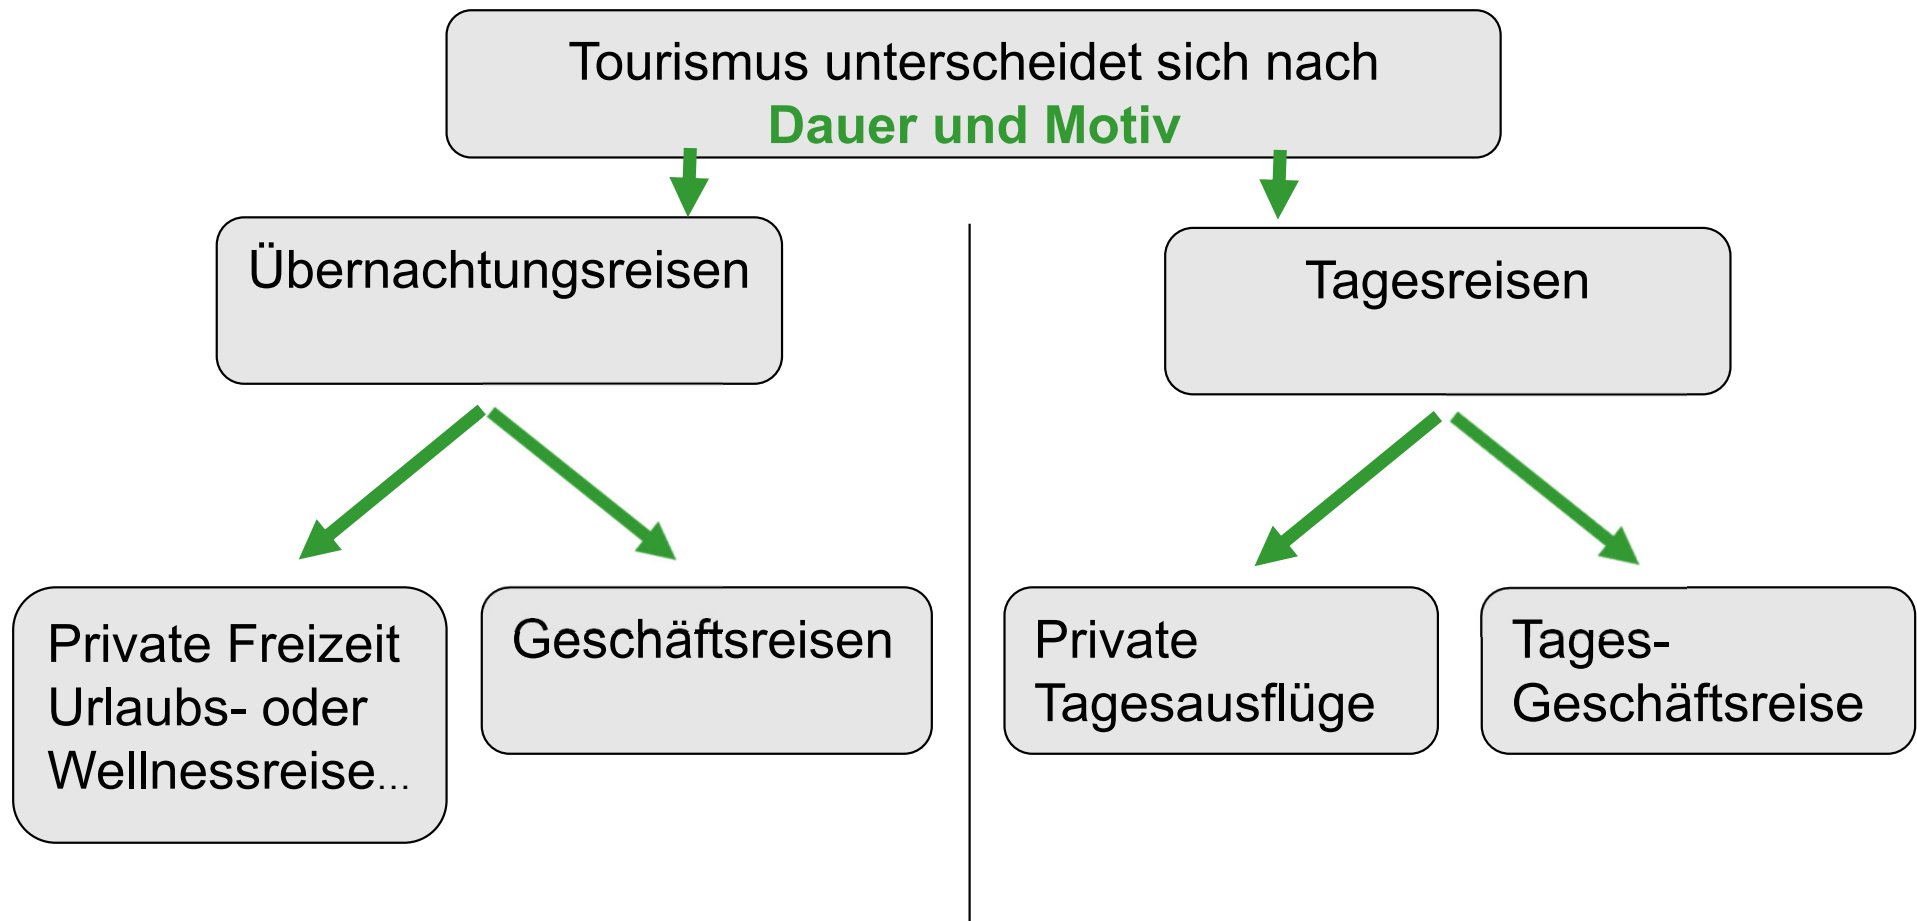 Tourismus unterscheidet sich nach
Dauer und Motiv
Übernachtungsreisen
Tagesreisen
Private Freizeit
Urlaubs- oder
Wellnessreise...
Geschäftsreisen
Private
Tagesausflüge
Tages-
Geschäftsreise